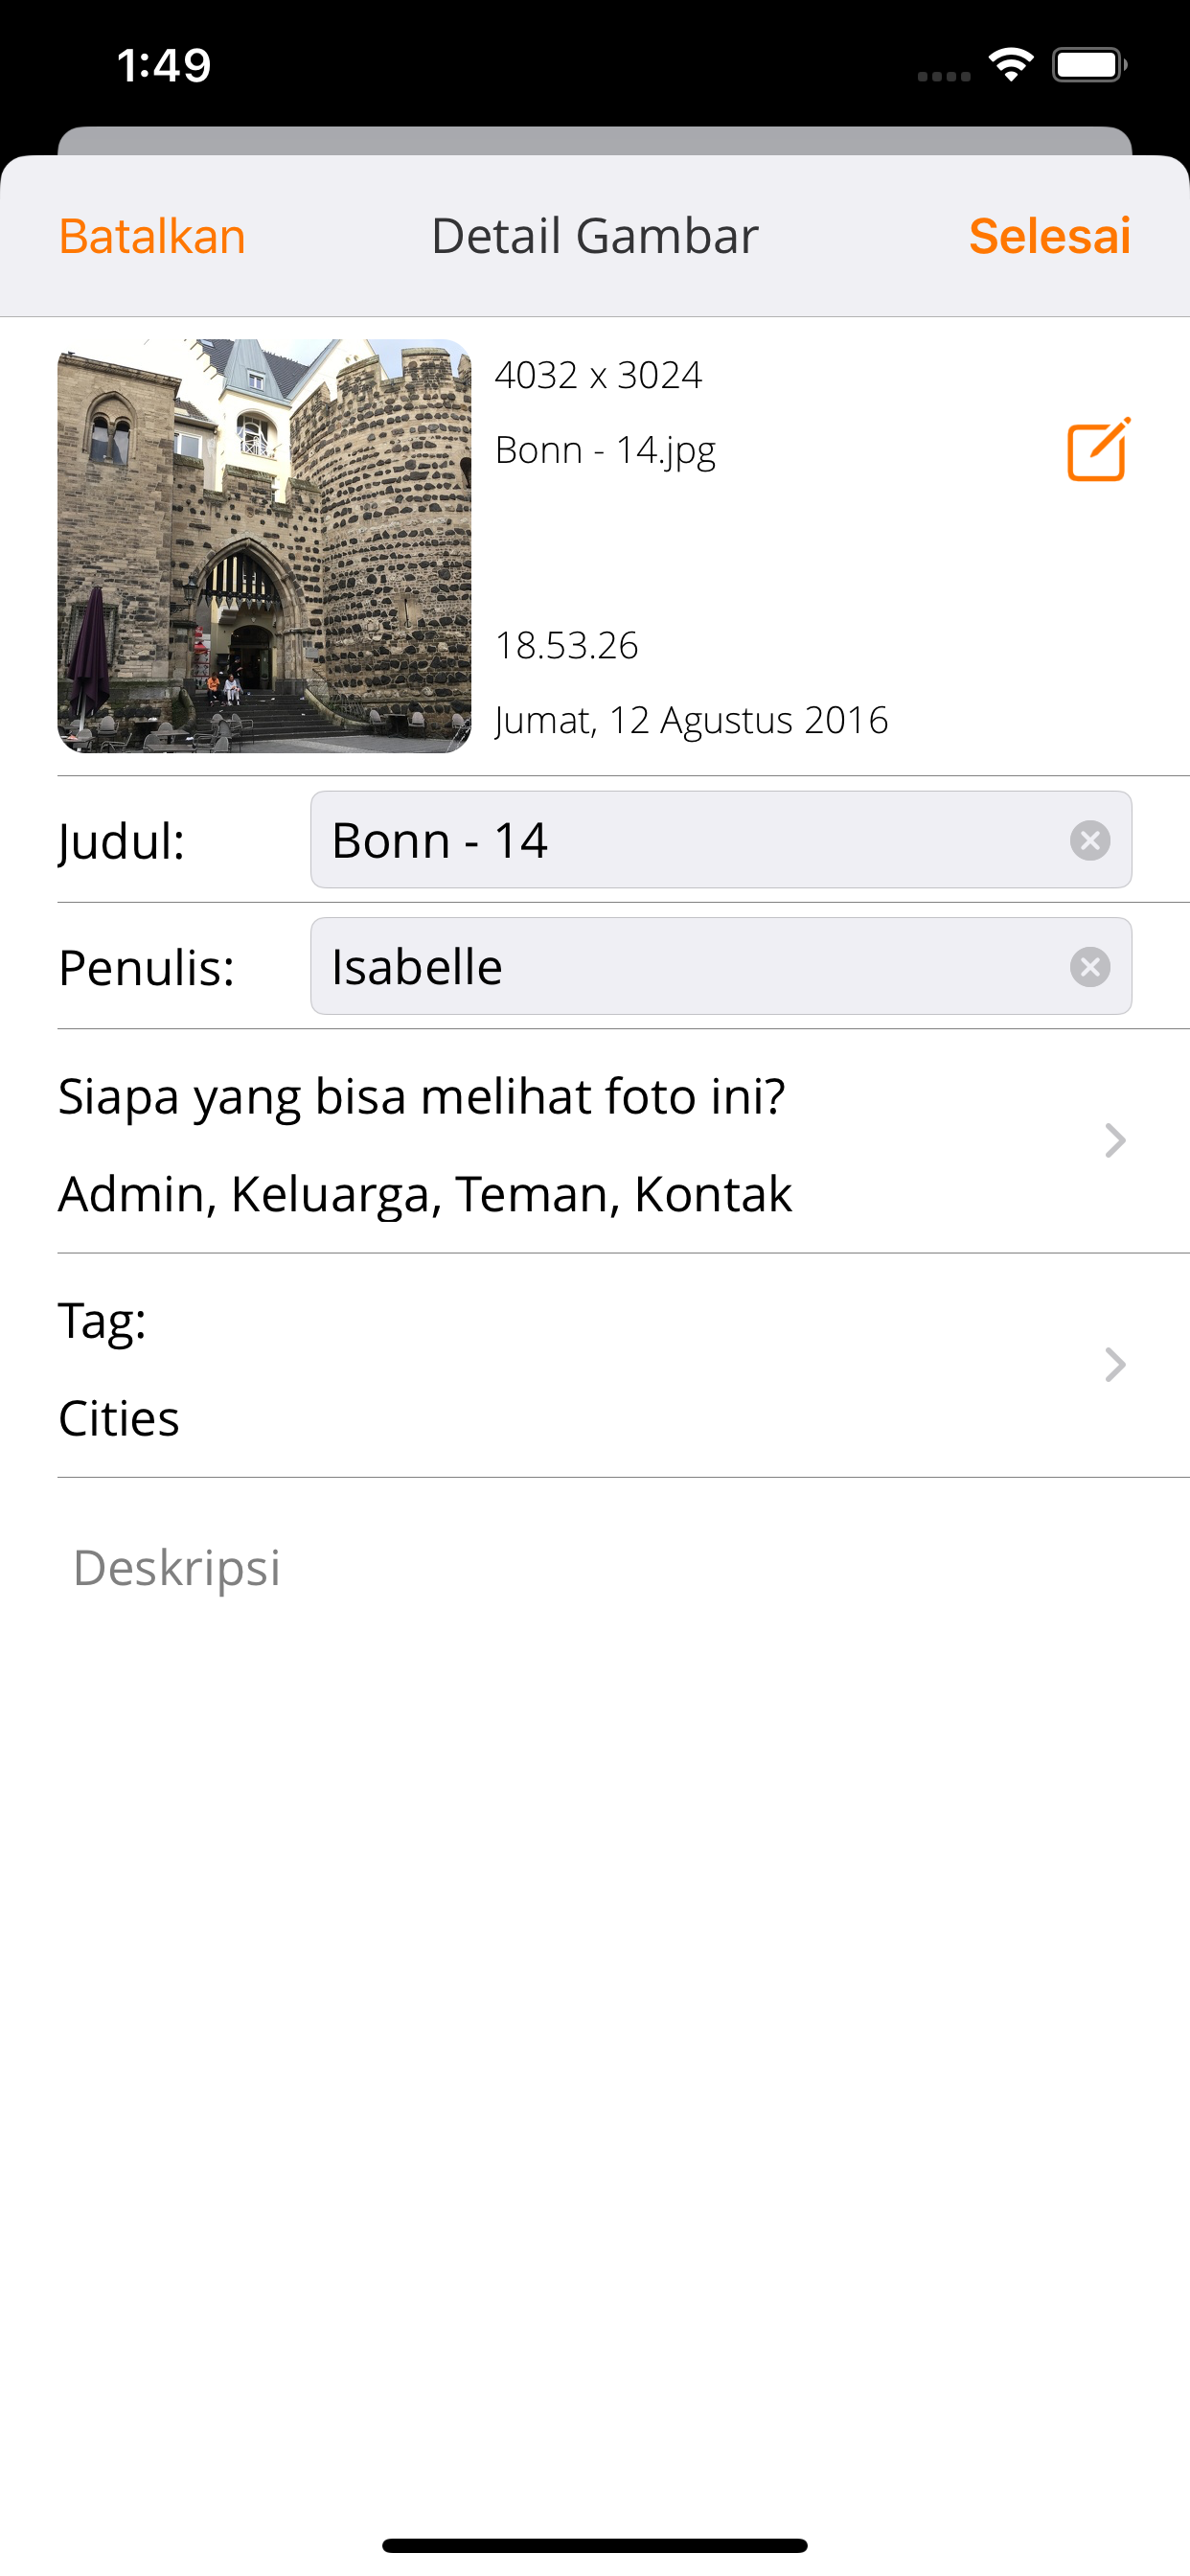 1:49
Batalkan
Detail Gambar
Selesai
4032 x 3024
Bonn - 14.jpg
18.53.26
Jumat, 12 Agustus 2016
Judul:
Bonn - 14
Penulis:
Isabelle
Siapa yang bisa melihat foto ini?
Admin, Keluarga, Teman, Kontak
Tag:
Cities
Deskripsi